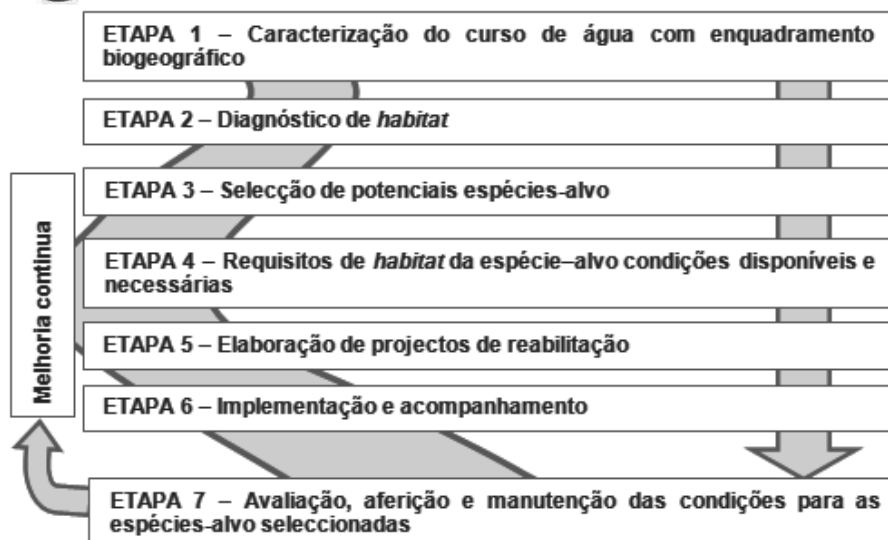 ETAPA 1 – Caracterização do curso de água com enquadramento
biogeográfico
ETAPA 2 – Diagnóstico de habitat
ETAPA 3 – Selecção de potenciais espécies-alvo
ETAPA 4 – Requisitos de habitat da espécie–alvo condições disponíveis e
necessárias
ETAPA 5 – Elaboração de projectos de reabilitação
ETAPA 6 – Implementação e acompanhamento
ETAPA 7 – Avaliação, aferição e manutenção das condições para as
espécies-alvo seleccionadas
Melhoria continua